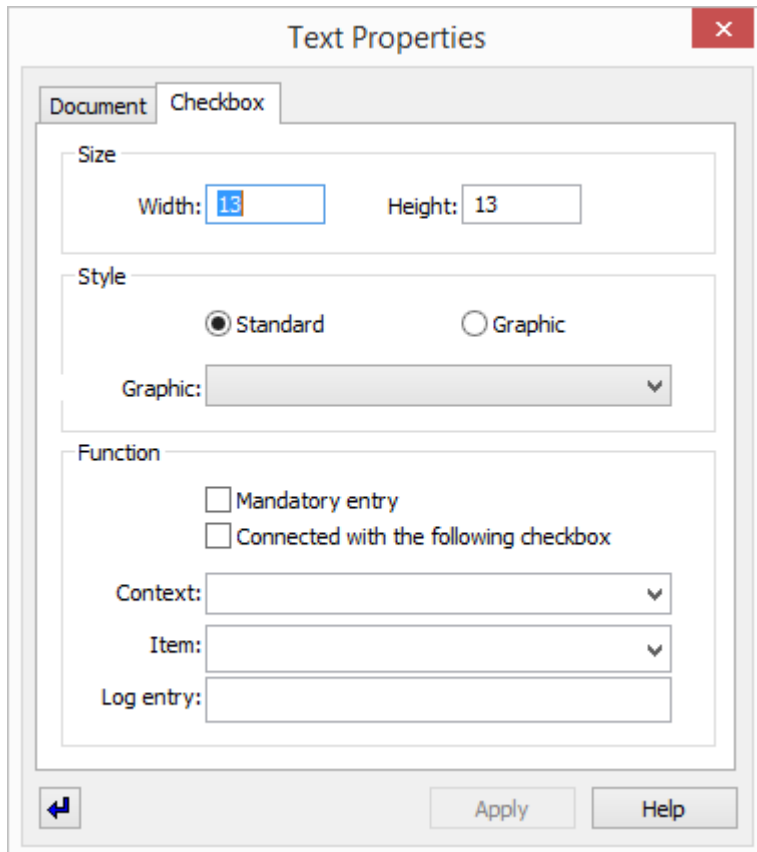 Text Properties
Document Checkbox
Size
Width: 13 Height: 13
Style
Standard Graphic
Graphic:
Function
Mandatory entry
Connected with the following checkbox
Context:
Item:
Log entry:
Apply Help